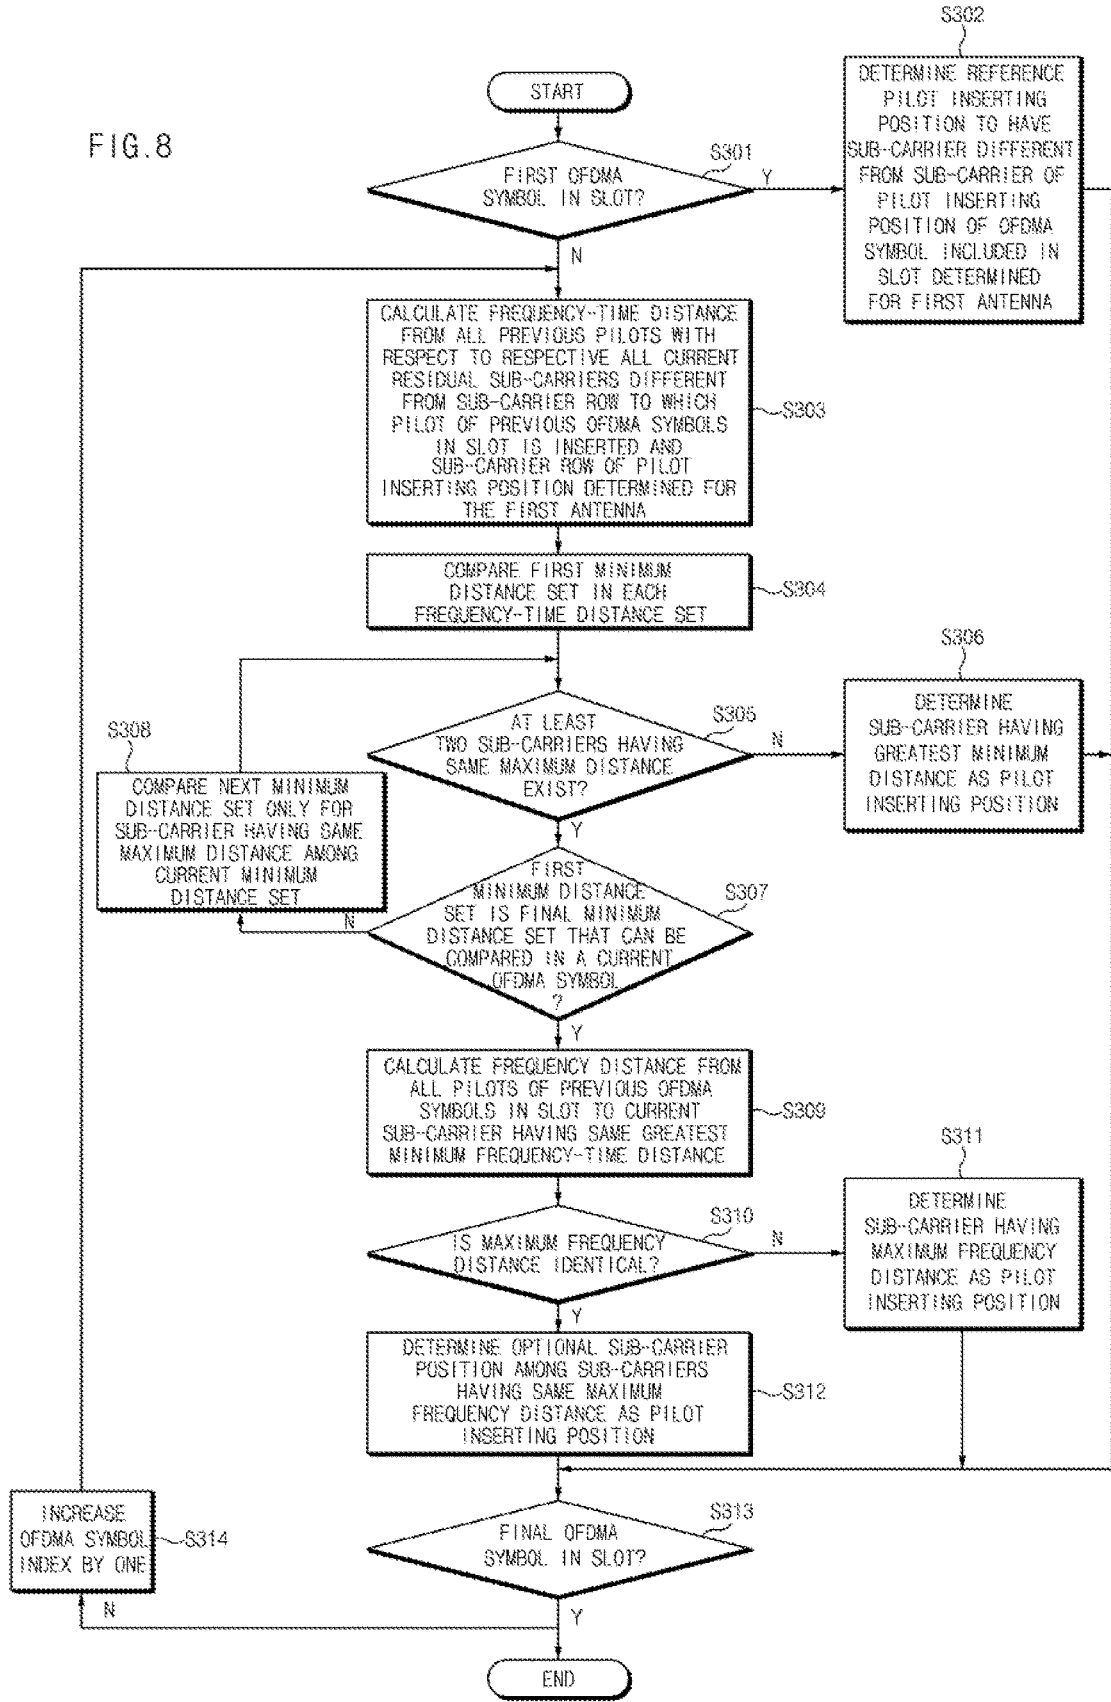 FIG.8
START
S301
FIRST OFDMA
SYMBOL IN SLOT?
Y
N
S302
DETERMINE REFERENCE
PILOT INSERTING
POSITION TO HAVE
SUB-CARRIER DIFFERENT
FROM SUB-CARRIER OF
PILOT INSERTING
POSITION OF OFDMA
SYMBOL INCLUDED IN
SLOT DETERMINED
FOR FIRST ANTENNA
CALCULATE FREQUENCY-TIME DISTANCE
FROM ALL PREVIOUS PILOTS WITH
RESPECT TO RESPECTIVE ALL CURRENT
RESIDUAL SUB-CARRIERS DIFFERENT
FROM SUB-CARRIER ROW TO WHICH
PILOT OF PREVIOUS OFDMA SYMBOLS
IN SLOT IS INSERTED AND
SUB-CARRIER ROW OF PILOT
INSERTING POSITION DETERMINED FOR
THE FIRST ANTENNA
S303
COMPARE FIRST MINIMUM
DISTANCE SET IN EACH
FREQUENCY-TIME DISTANCE SET
S304
S305
AT LEAST
TWO SUB-CARRIERS HAVING
SAME MAXIMUM DISTANCE
EXIST?
N
Y
S306
DETERMINE
SUB-CARRIER HAVING
GREATEST MINIMUM
DISTANCE AS PILOT
INSERTING POSITION
S308
COMPARE NEXT MINIMUM
DISTANCE SET ONLY FOR
SUB-CARRIER HAVING SAME
MAXIMUM DISTANCE AMONG
CURRENT MINIMUM
DISTANCE SET
S307
FIRST
MINIMUM DISTANCE
SET IS FINAL MINIMUM
DISTANCE SET THAT CAN BE
COMPARED IN A CURRENT
OFDMA SYMBOL
?
N
Y
CALCULATE FREQUENCY DISTANCE FROM
ALL PILOTS OF PREVIOUS OFDMA
SYMBOLS IN SLOT TO CURRENT
SUB-CARRIER HAVING SAME GREATEST
MINIMUM FREQUENCY-TIME DISTANCE
S309
S310
IS MAXIMUM FREQUENCY
DISTANCE IDENTICAL?
N
Y
S311
DETERMINE
SUB-CARRIER HAVING
MAXIMUM FREQUENCY
DISTANCE AS PILOT
INSERTING POSITION
DETERMINE OPTIONAL SUB-CARRIER
POSITION AMONG SUB-CARRIERS
HAVING SAME MAXIMUM
FREQUENCY DISTANCE AS PILOT
INSERTING POSITION
S312
S313
FINAL OFDMA
SYMBOL IN SLOT?
INCREASE
OFDMA SYMBOL
INDEX BY ONE
S314
N
Y
END